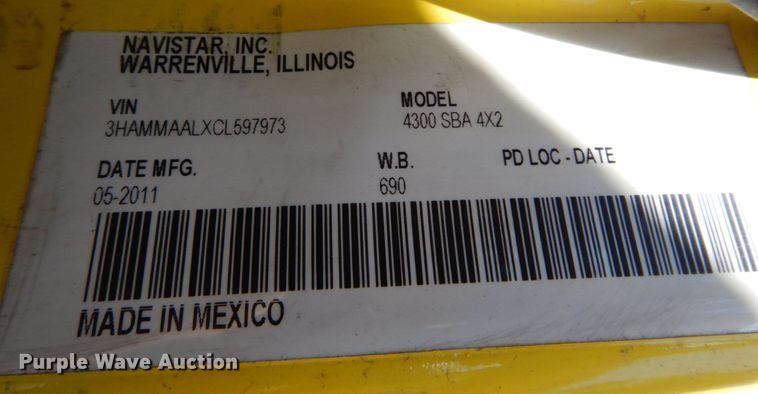 NAVISTAR, INC.
WARRENVILLE, ILLINOIS
VIN MODEL
3HAMMAALXCL597973 4300 SBA 4X2
DATE MFG. W.B. PD LOC - DATE
05-2011 690
MADE IN MEXICO
Purple Wave Auction